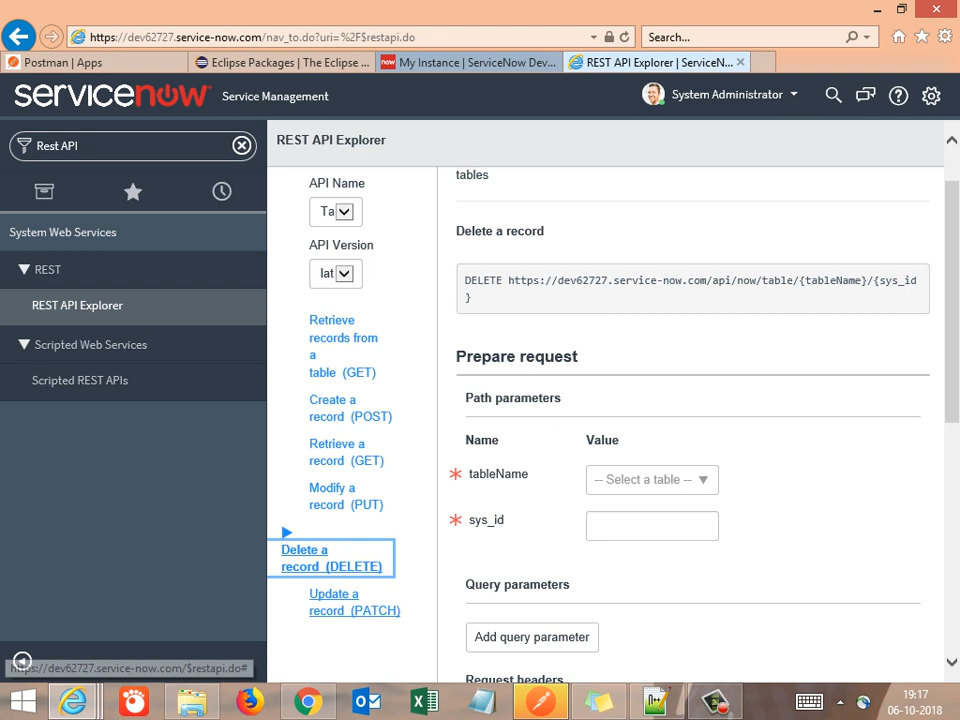 https://dev62727.service-now.com/nav_to.do?uri=%2F$restapi.do
Search...
Postman | Apps
Eclipse Packages | The Eclipse ...
now My Instance | ServiceNow Dev...
REST API Explorer | ServiceN...
servicenow Service Management
System Administrator
Rest API
REST API Explorer
System Web Services
REST
REST API Explorer
Scripted Web Services
Scripted REST APIs
https://dev62727.service-now.com/$restapi.do#
API Name
Ta
API Version
lat
Retrieve
records from
a
table (GET)
Create a
record (POST)
Retrieve a
record (GET)
Modify a
record (PUT)
Delete a
record (DELETE)
Update a
record (PATCH)
tables
Delete a record
DELETE https://dev62727.service-now.com/api/now/table/{tableName}/{sys_id
}
Prepare request
Path parameters
Name Value
* tableName -- Select a table --
* sys_id
Query parameters
Add query parameter
Request headers
19:17
06-10-2018